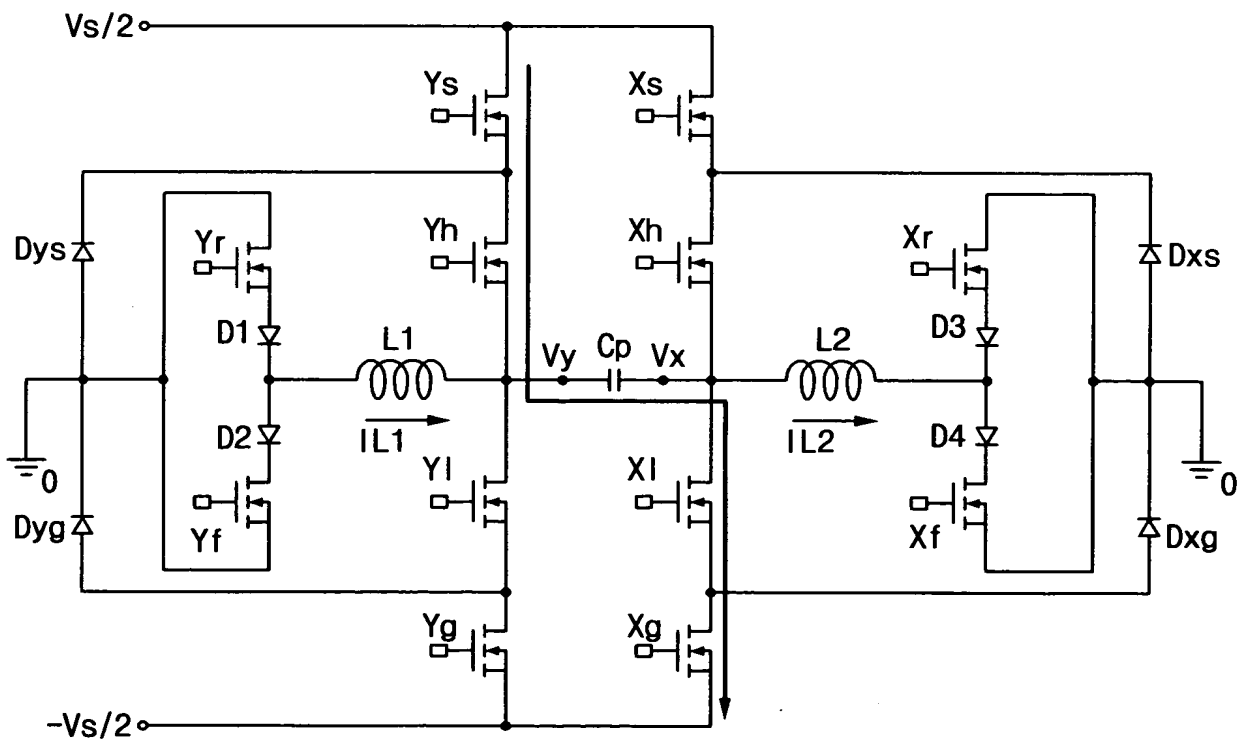 Vs/2
Ys
Xs
Dys
Yr
Yh
Xh
Xr
Dxs
D1
L1
Vy
Cp
Vx
L2
D3
D2
IL1
IL2
D4
0
Yl
Xl
0
Dyg
Yf
Xf
Dxg
Yg
Xg
-Vs/2